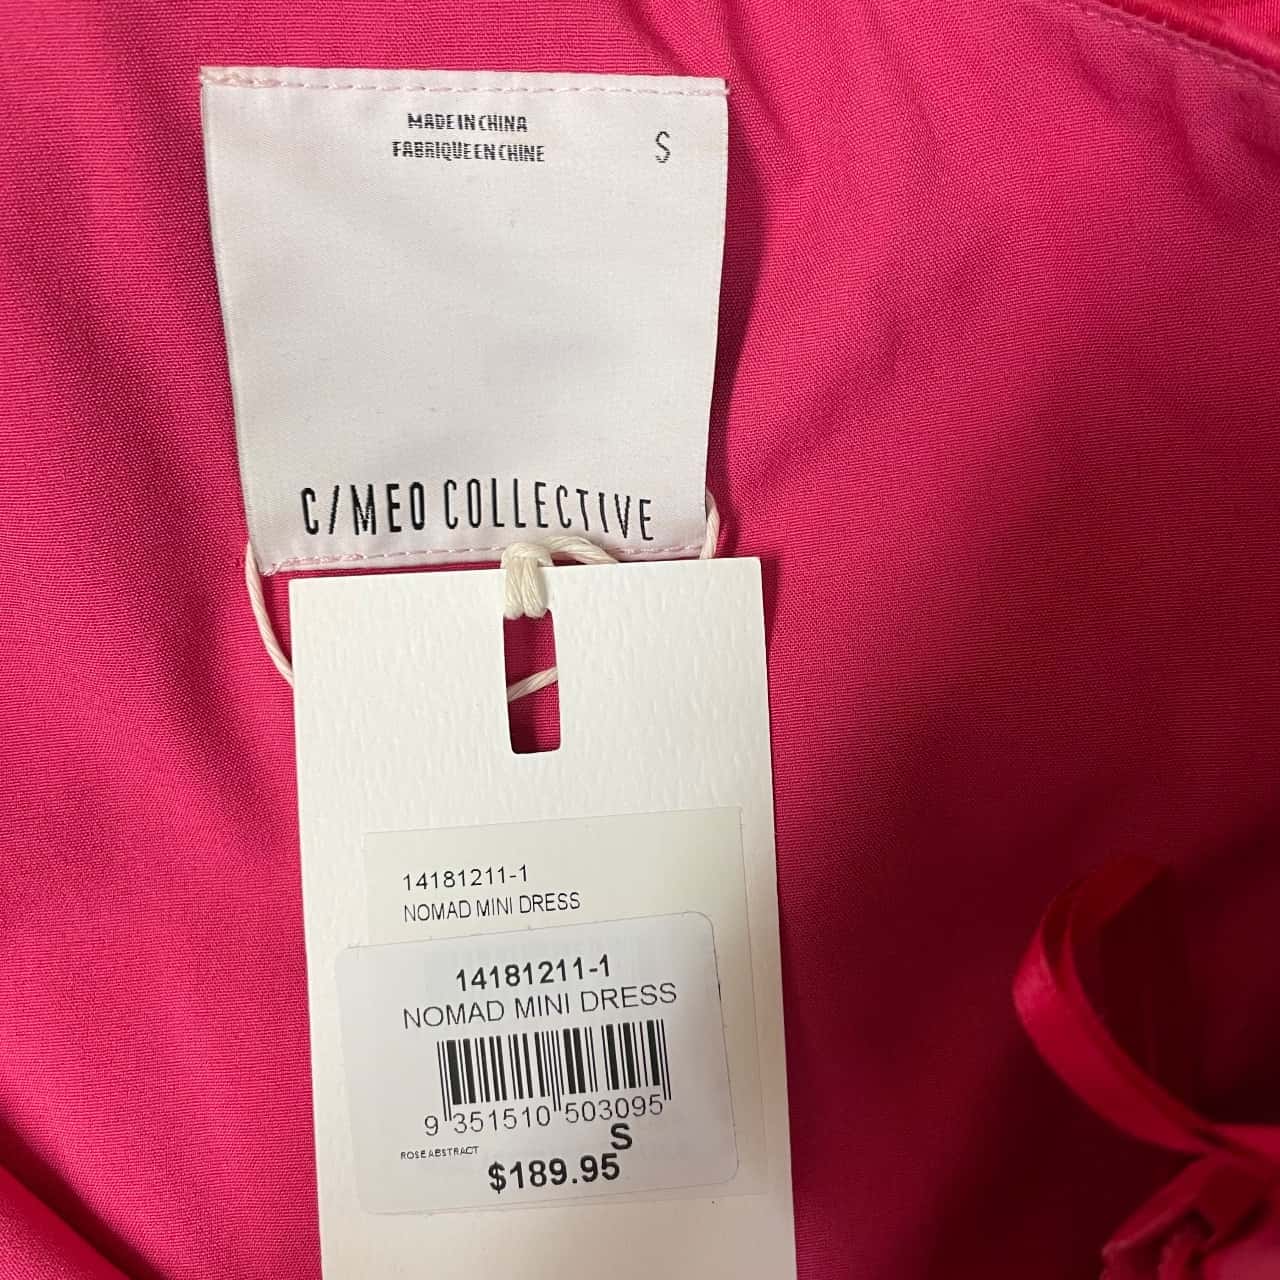 MADE IN CHINA
FABRIQUE EN CHINE
S
C/MEO COLLECTIVE
14181211-1
NOMAD MINI DRESS
14181211-1
NOMAD MINI DRESS
9 351510 503095
S
ROSE ABSTRACT
$189.95